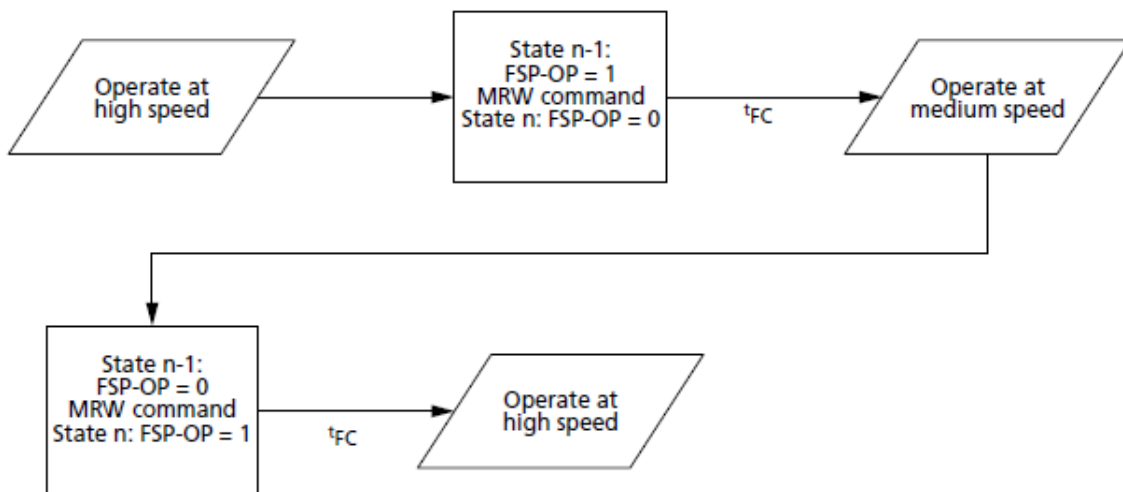 Operate at
high speed
State n-1:
FSP-OP = 1
MRW command
State n: FSP-OP = 0
tFC
Operate at
medium speed
State n-1:
FSP-OP = 0
MRW command
State n: FSP-OP = 1
tFC
Operate at
high speed